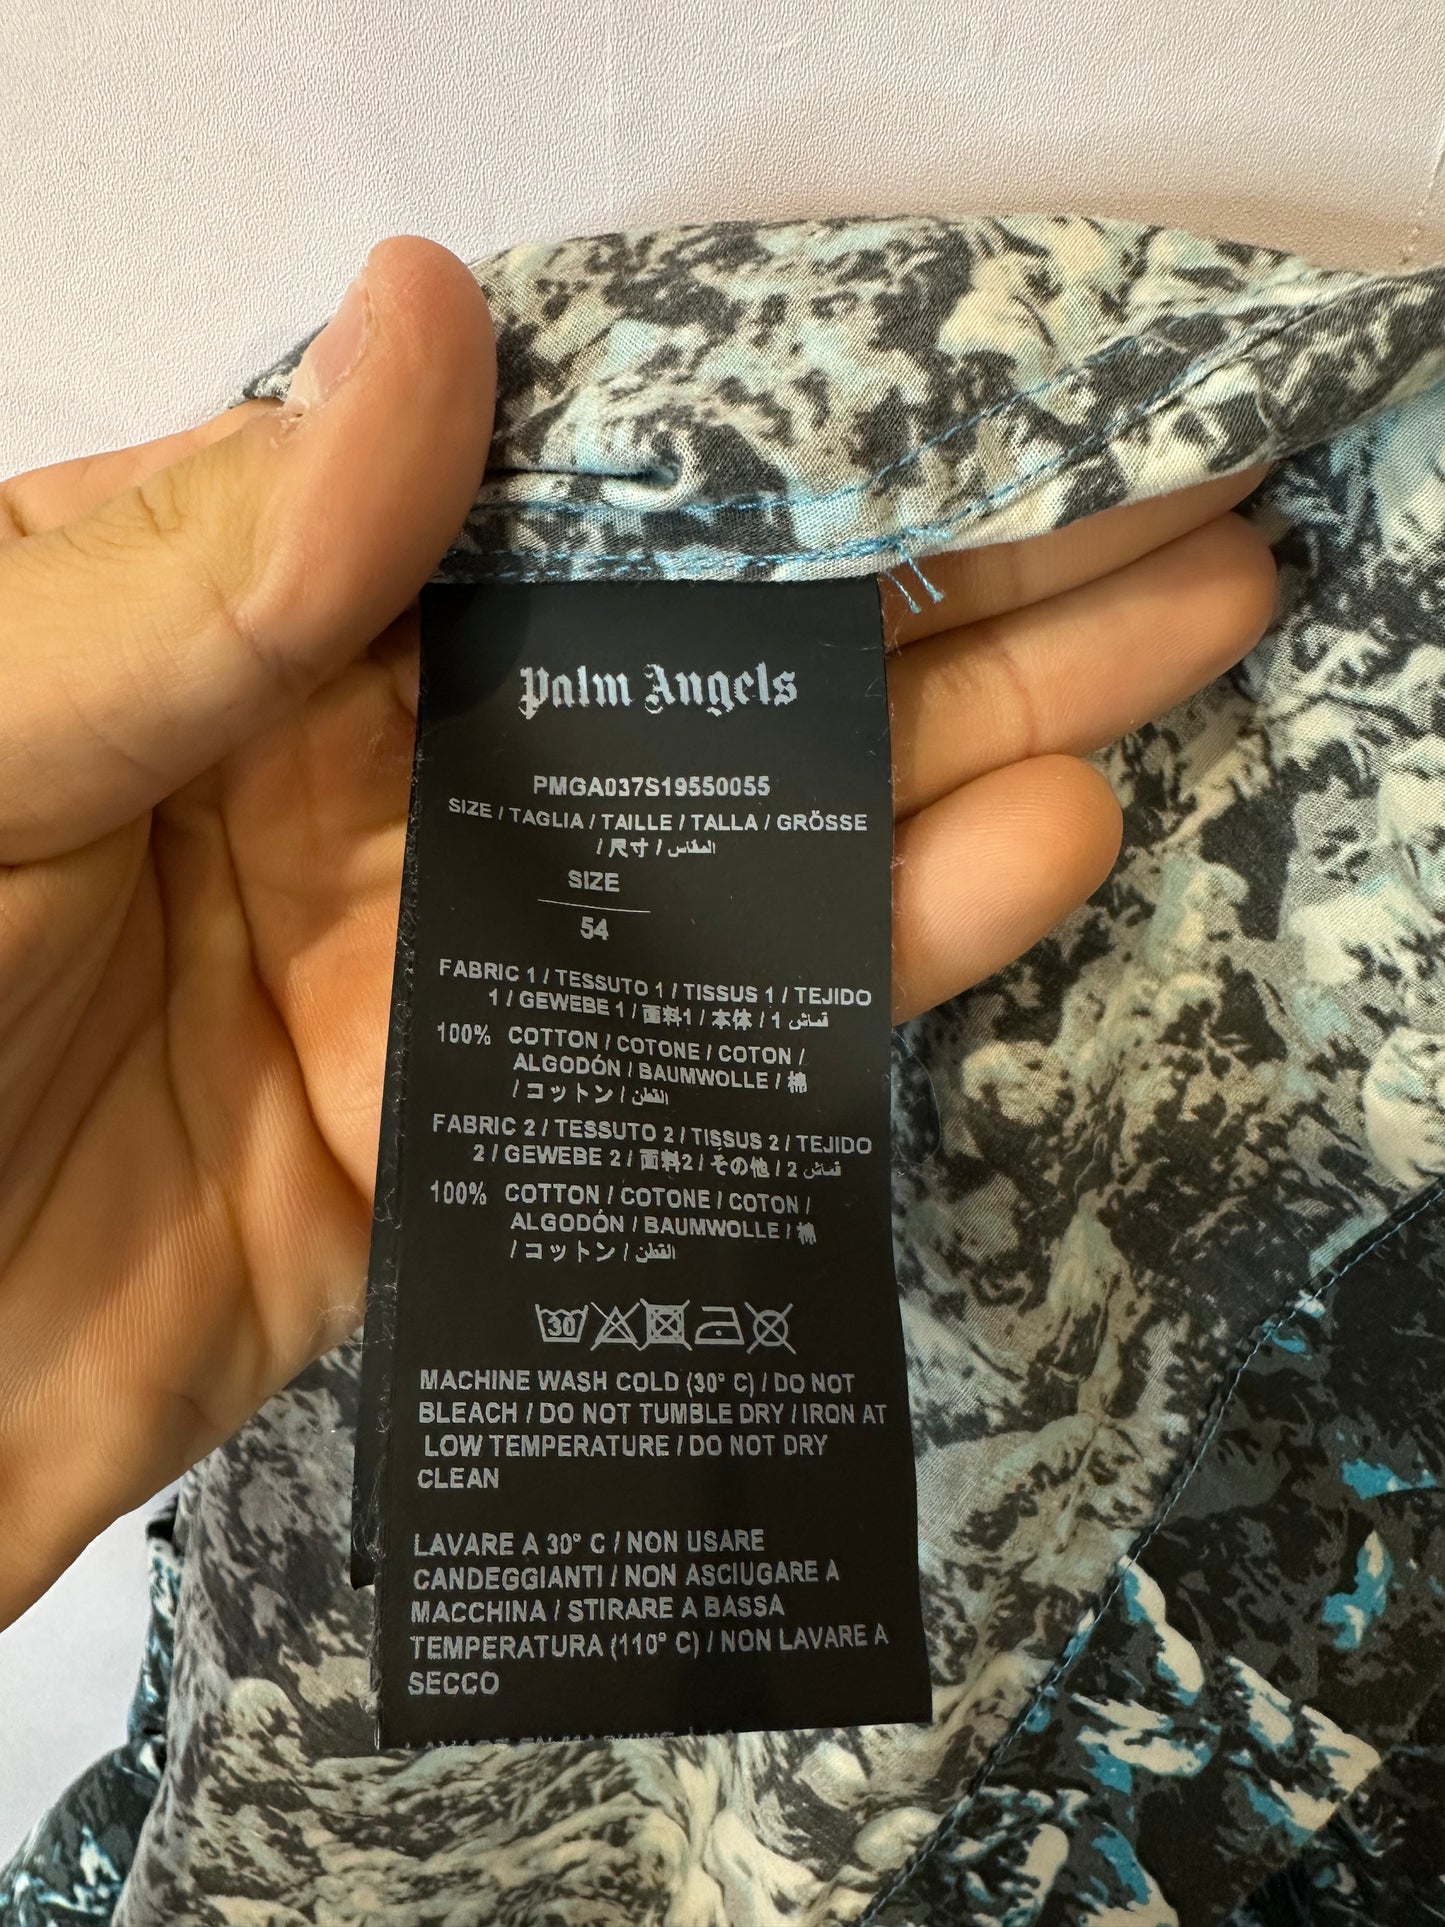 Palm Angels
PMGA037S19550055
SIZE / TAGLIA / TAILLE / TALLA / GRÖSSE
/ 尺寸 / المقاس
SIZE
54
FABRIC 1 / TESSUTO 1 / TISSUS 1 / TEJIDO
1 / GEWEBE 1 / 面料1 / 本体 / 1 قماش
100% COTTON / COTONE / COTON /
ALGODÓN / BAUMWOLLE / 棉
/ コットン / القطن
FABRIC 2 / TESSUTO 2 / TISSUS 2 / TEJIDO
2 / GEWEBE 2 / 面料2 / その他 / 2 قماش
100% COTTON / COTONE / COTON /
ALGODÓN / BAUMWOLLE / 棉
/ コットン / القطن
30
MACHINE WASH COLD (30° C) / DO NOT
BLEACH / DO NOT TUMBLE DRY / IRON AT
LOW TEMPERATURE / DO NOT DRY
CLEAN
LAVARE A 30° C / NON USARE
CANDEGGIANTI / NON ASCIUGARE A
MACCHINA / STIRARE A BASSA
TEMPERATURA (110° C) / NON LAVARE A
SECCO